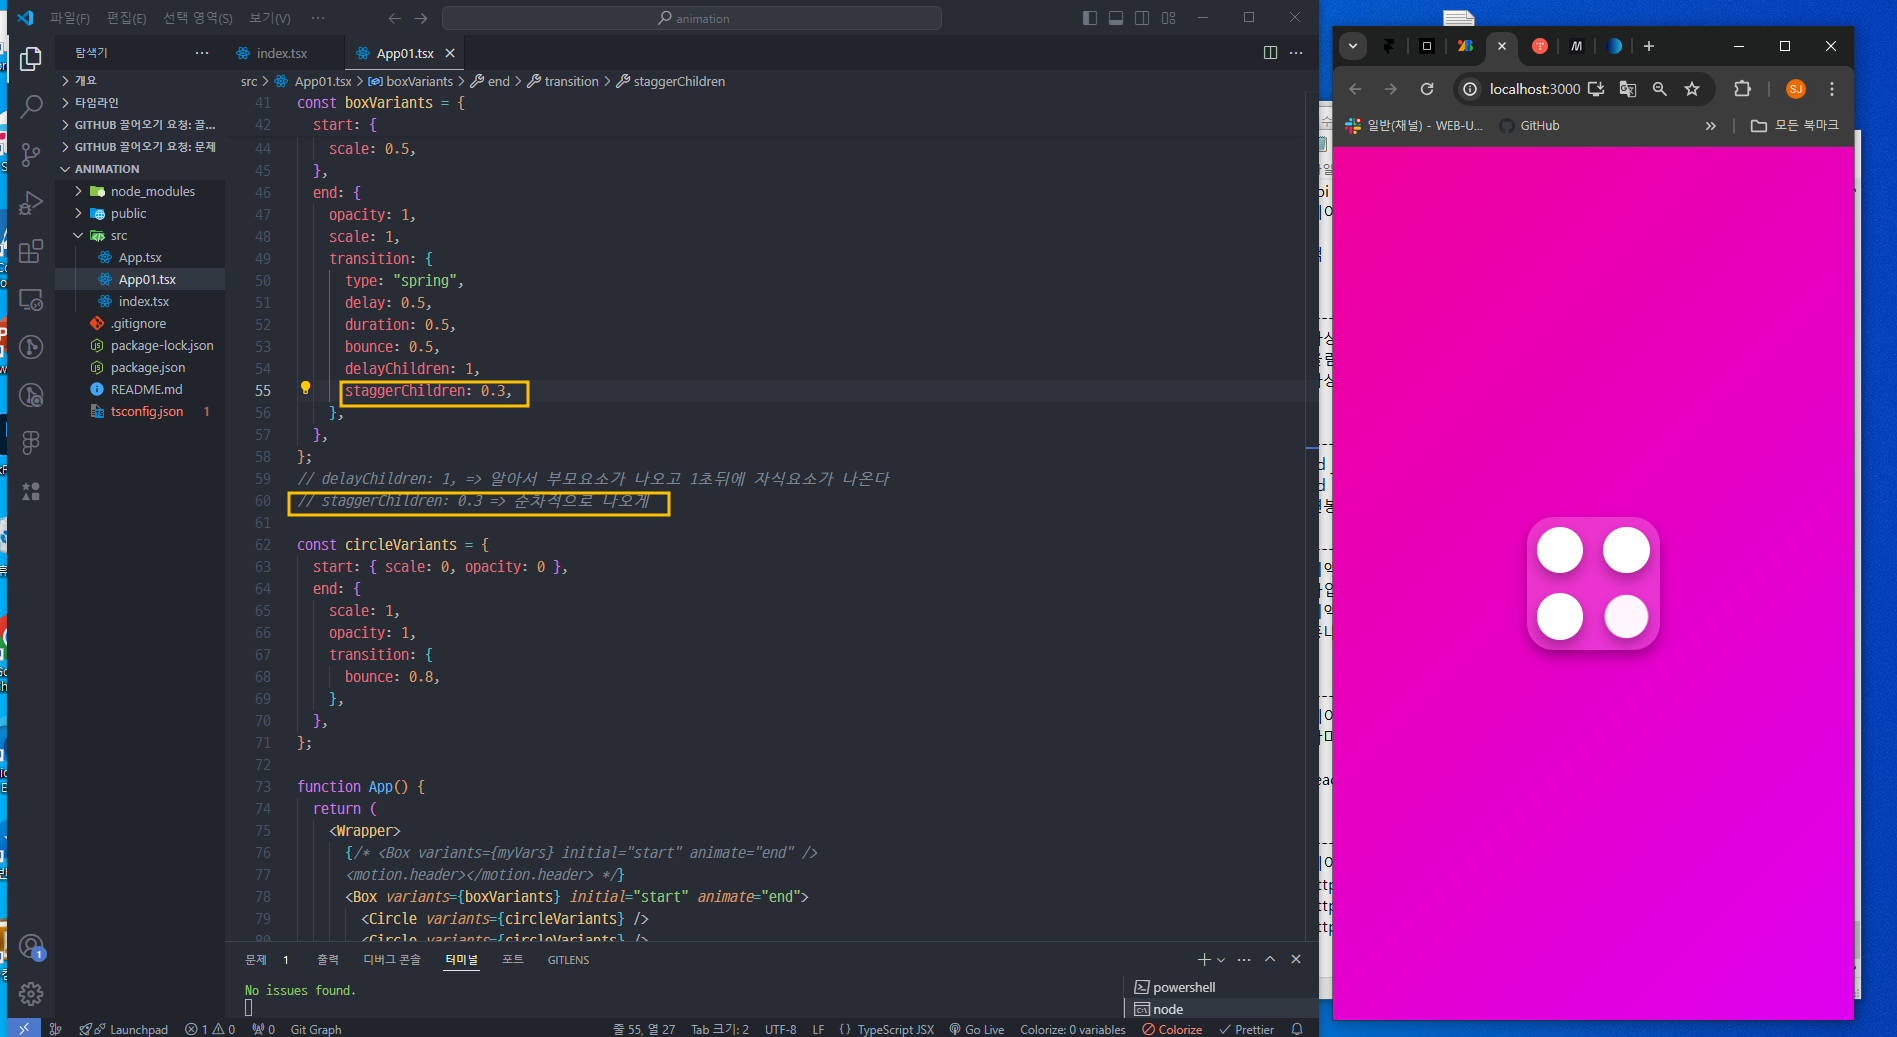 파일(F) 편집(E) 선택 영역(S) 보기(V) ··· animation
탐색기 ···
개요
타임라인
GITHUB 끌어오기 요청: 끌...
GITHUB 끌어오기 요청: 문제
ANIMATION
node_modules
public
src
App.tsx
App01.tsx
index.tsx
.gitignore
package-lock.json
package.json
README.md
tsconfig.json 1
index.tsx App01.tsx
src > App01.tsx > boxVariants > end > transition > staggerChildren
41 const boxVariants = {
42 start: {
44 scale: 0.5,
45 },
46 end: {
47 opacity: 1,
48 scale: 1,
49 transition: {
50 type: "spring",
51 delay: 0.5,
52 duration: 0.5,
53 bounce: 0.5,
54 delayChildren: 1,
55 staggerChildren: 0.3,
56 },
57 },
58 };
59 // delayChildren: 1, => 알아서 부모요소가 나오고 1초뒤에 자식요소가 나온다
60 // staggerChildren: 0.3 => 순차적으로 나오게
61
62 const circleVariants = {
63 start: { scale: 0, opacity: 0 },
64 end: {
65 scale: 1,
66 opacity: 1,
67 transition: {
68 bounce: 0.8,
69 },
70 },
71 };
72
73 function App() {
74 return (
75 <Wrapper>
76 {/* <Box variants={myVars} initial="start" animate="end" />
77 <motion.header></motion.header> */}
78 <Box variants={boxVariants} initial="start" animate="end">
79 <Circle variants={circleVariants} />
80 <Circle variants={circleVariants} />
문제 1 출력 디버그 콘솔 터미널 포트 GITLENS
No issues found.
powershell
node
1
Launchpad 1 0 0 Git Graph 줄 55, 열 27 Tab 크기: 2 UTF-8 LF {} TypeScript JSX Go Live Colorize: 0 variables Colorize Prettier
localhost:3000 SJ
일반(채널) - WEB-U... GitHub » 모든 북마크